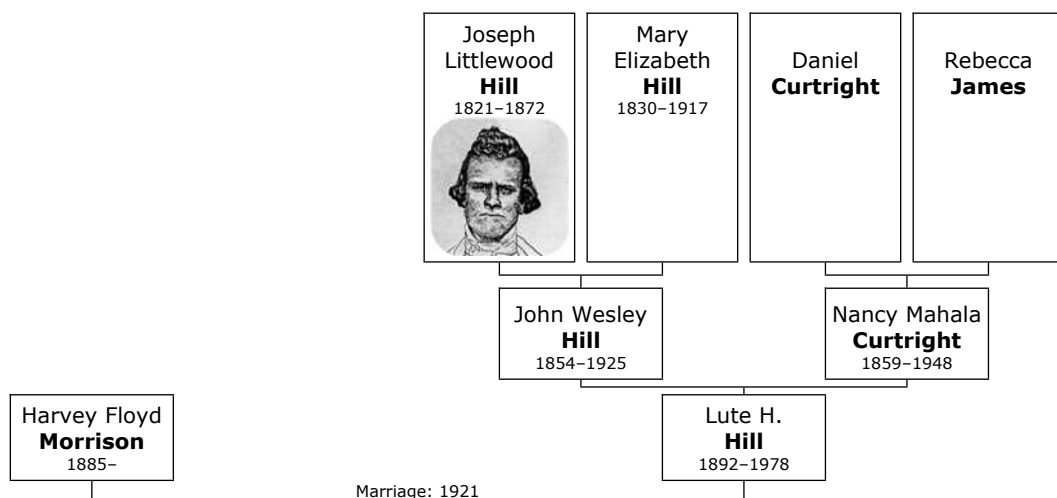 Joseph
Littlewood
Hill
1821–1872
Mary
Elizabeth
Hill
1830–1917
Daniel
Curtright
Rebecca
James
John Wesley
Hill
1854–1925
Nancy Mahala
Curtright
1859–1948
Harvey Floyd
Morrison
1885–
Lute H.
Hill
1892–1978
Marriage: 1921